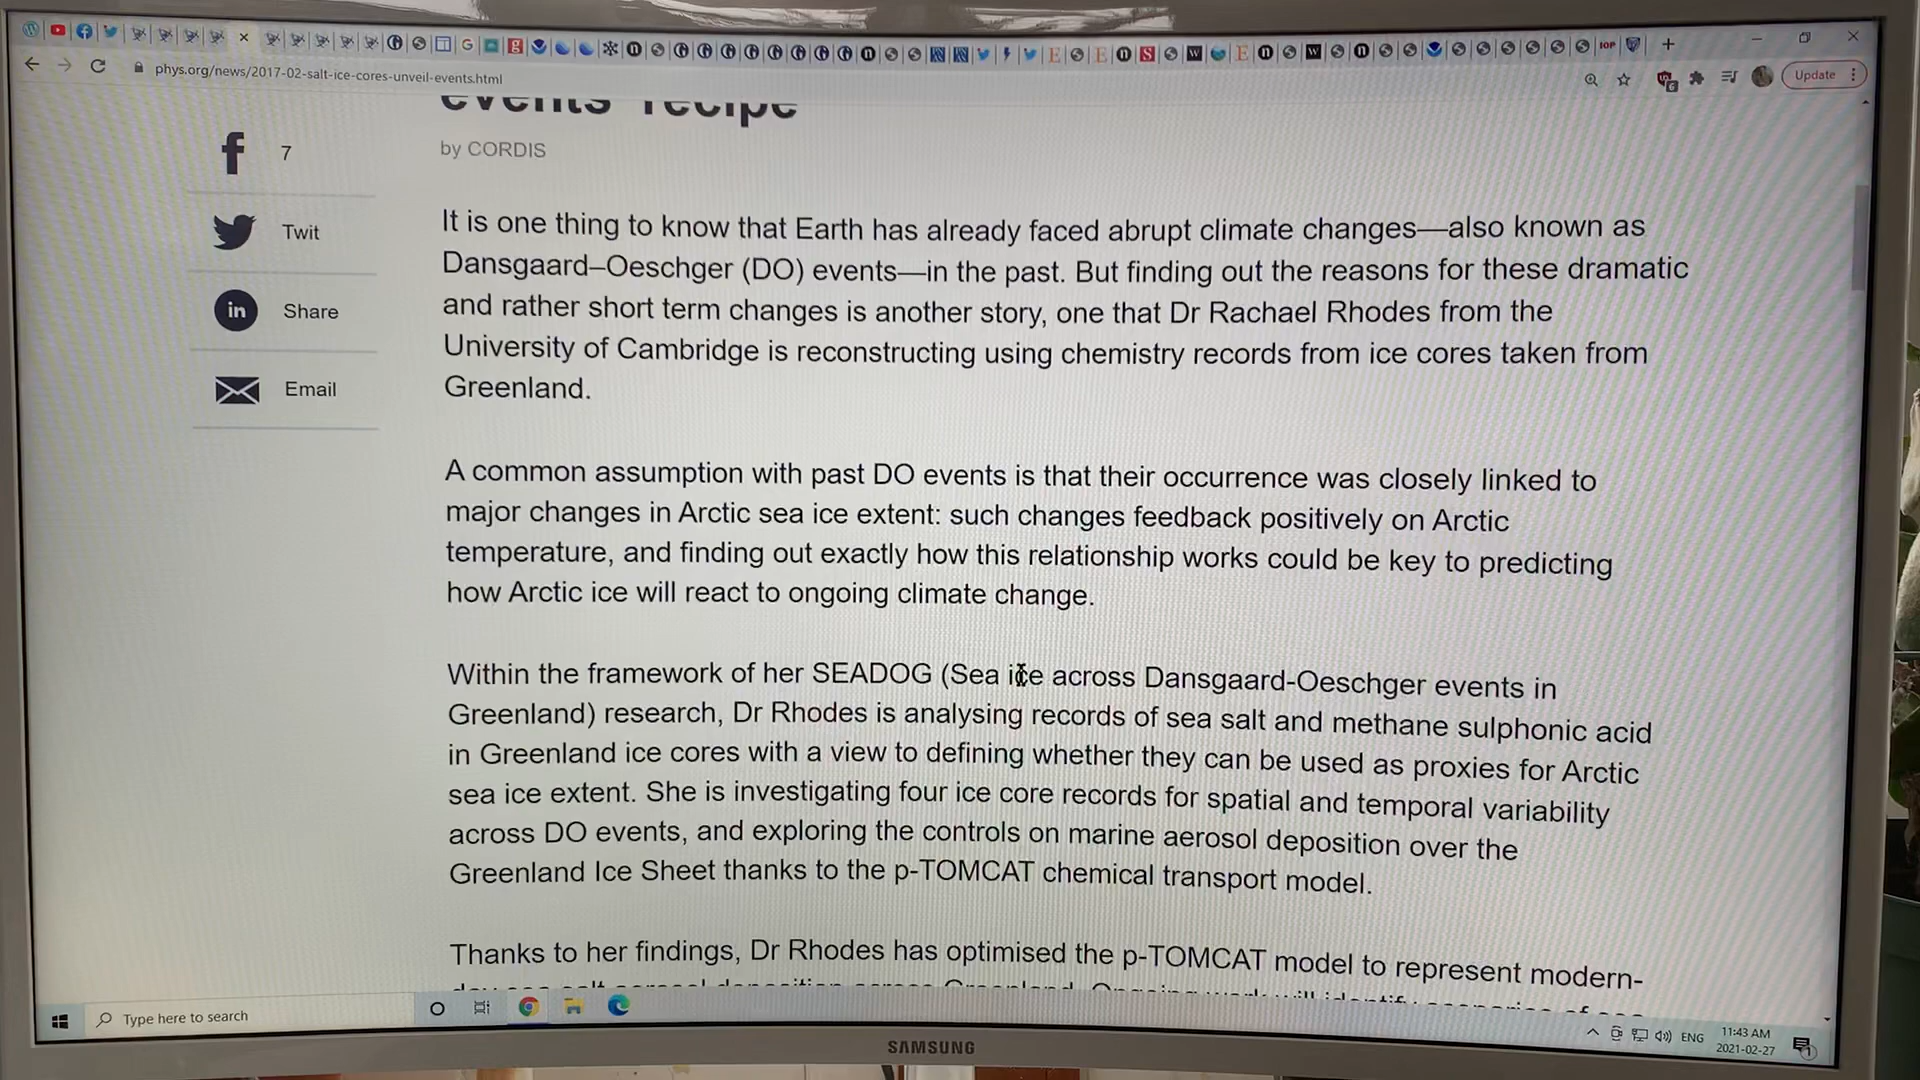 phys.org/news/2017-02-salt-ice-cores-unveil-events.html
Update
events' recipe
by CORDIS
7
Twit
Share
Email
It is one thing to know that Earth has already faced abrupt climate changes—also known as
Dansgaard–Oeschger (DO) events—in the past. But finding out the reasons for these dramatic
and rather short term changes is another story, one that Dr Rachael Rhodes from the
University of Cambridge is reconstructing using chemistry records from ice cores taken from
Greenland.
A common assumption with past DO events is that their occurrence was closely linked to
major changes in Arctic sea ice extent: such changes feedback positively on Arctic
temperature, and finding out exactly how this relationship works could be key to predicting
how Arctic ice will react to ongoing climate change.
Within the framework of her SEADOG (Sea ice across Dansgaard-Oeschger events in
Greenland) research, Dr Rhodes is analysing records of sea salt and methane sulphonic acid
in Greenland ice cores with a view to defining whether they can be used as proxies for Arctic
sea ice extent. She is investigating four ice core records for spatial and temporal variability
across DO events, and exploring the controls on marine aerosol deposition over the
Greenland Ice Sheet thanks to the p-TOMCAT chemical transport model.
Thanks to her findings, Dr Rhodes has optimised the p-TOMCAT model to represent modern-
Type here to search
ENG
11:43 AM
2021-02-27
SAMSUNG